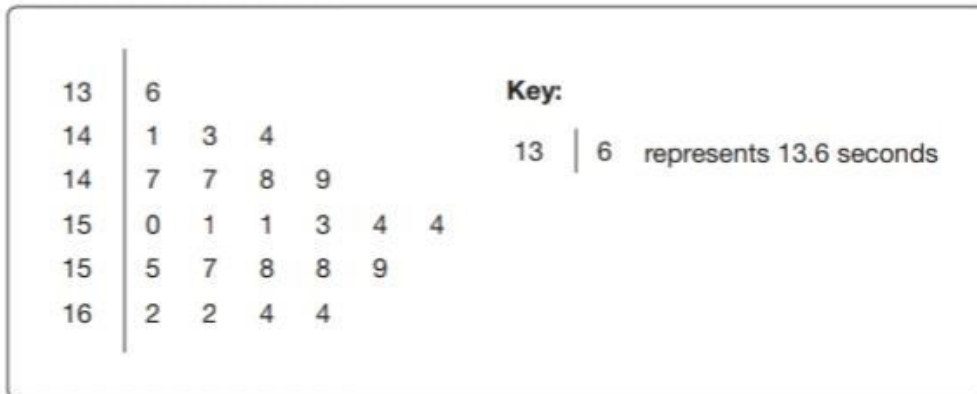 13 | 6
14 | 1 3 4
14 | 7 7 8 9
15 | 0 1 1 3 4 4
15 | 5 7 8 8 9
16 | 2 2 4 4
Key:
13 | 6 represents 13.6 seconds